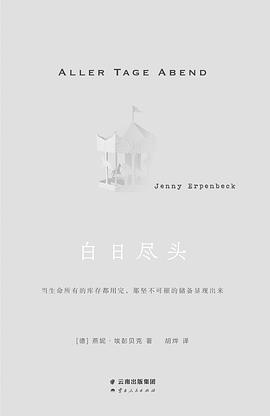 ALLER TAGE ABEND
Jenny Erpenbeck
白日尽头
当生命所有的库存都用完，那坚不可摧的储备显现出来
[德] 燕妮·埃彭贝克 著 胡烨 译
云南出版集团
云南人民出版社